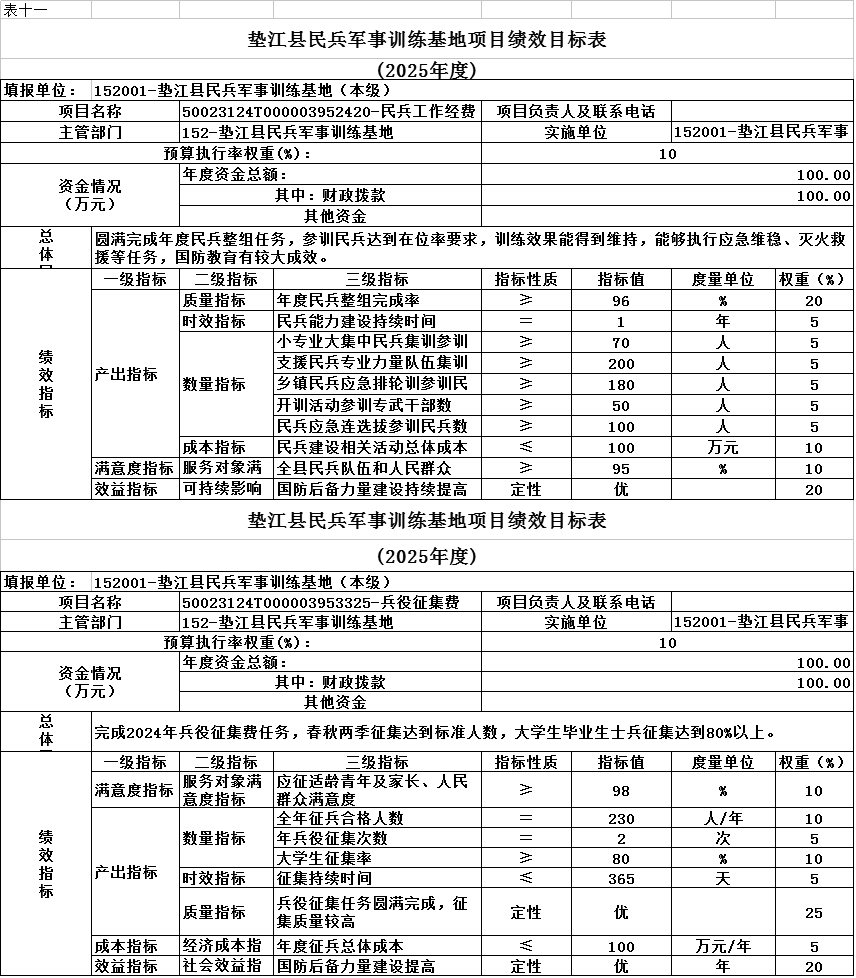 表十一
垫江县民兵军事训练基地项目绩效目标表
(2025年度)
填报单位： 152001-垫江县民兵军事训练基地（本级）
项目名称 50023124T000003952420-民兵工作经费 项目负责人及联系电话
主管部门 152-垫江县民兵军事训练基地 实施单位 152001-垫江县民兵军事
预算执行率权重(%)： 10
资金情况
（万元）
年度资金总额： 100.00
其中：财政拨款 100.00
其他资金
总
体
圆满完成年度民兵整组任务，参训民兵达到在位率要求，训练效果能得到维持，能够执行应急维稳、灭火救
援等任务，国防教育有较大成效。
绩
效
指
标
一级指标 二级指标 三级指标 指标性质 指标值 度量单位 权重（%）
产出指标
质量指标 年度民兵整组完成率 ≥ 96 % 20
时效指标 民兵能力建设持续时间 ＝ 1 年 5
数量指标
小专业大集中民兵集训参训 ≥ 70 人 5
支援民兵专业力量队伍集训 ≥ 200 人 5
乡镇民兵应急排轮训参训民 ≥ 180 人 5
开训活动参训专武干部数 ≥ 50 人 5
民兵应急连选拔参训民兵数 ≥ 100 人 5
成本指标 民兵建设相关活动总体成本 ≤ 100 万元 10
满意度指标 服务对象满 全县民兵队伍和人民群众 ≥ 95 % 10
效益指标 可持续影响 国防后备力量建设持续提高 定性 优 20
垫江县民兵军事训练基地项目绩效目标表
(2025年度)
填报单位： 152001-垫江县民兵军事训练基地（本级）
项目名称 50023124T000003953325-兵役征集费 项目负责人及联系电话
主管部门 152-垫江县民兵军事训练基地 实施单位 152001-垫江县民兵军事
预算执行率权重(%)： 10
资金情况
（万元）
年度资金总额： 100.00
其中：财政拨款 100.00
其他资金
总
体
完成2024年兵役征集费任务，春秋两季征集达到标准人数，大学生毕业生士兵征集达到80%以上。
绩
效
指
标
一级指标 二级指标 三级指标 指标性质 指标值 度量单位 权重（%）
满意度指标 服务对象满
意度指标
应征适龄青年及家长、人民
群众满意度
≥ 98 % 10
产出指标
数量指标
全年征兵合格人数 ＝ 230 人/年 10
年兵役征集次数 ＝ 2 次 5
大学生征集率 ≥ 80 % 10
时效指标 征集持续时间 ≤ 365 天 5
质量指标
兵役征集任务圆满完成，征
集质量较高
定性 优 25
成本指标 经济成本指 年度征兵总体成本 ≤ 100 万元/年 5
效益指标 社会效益指 国防后备力量建设提高 定性 优 年 20